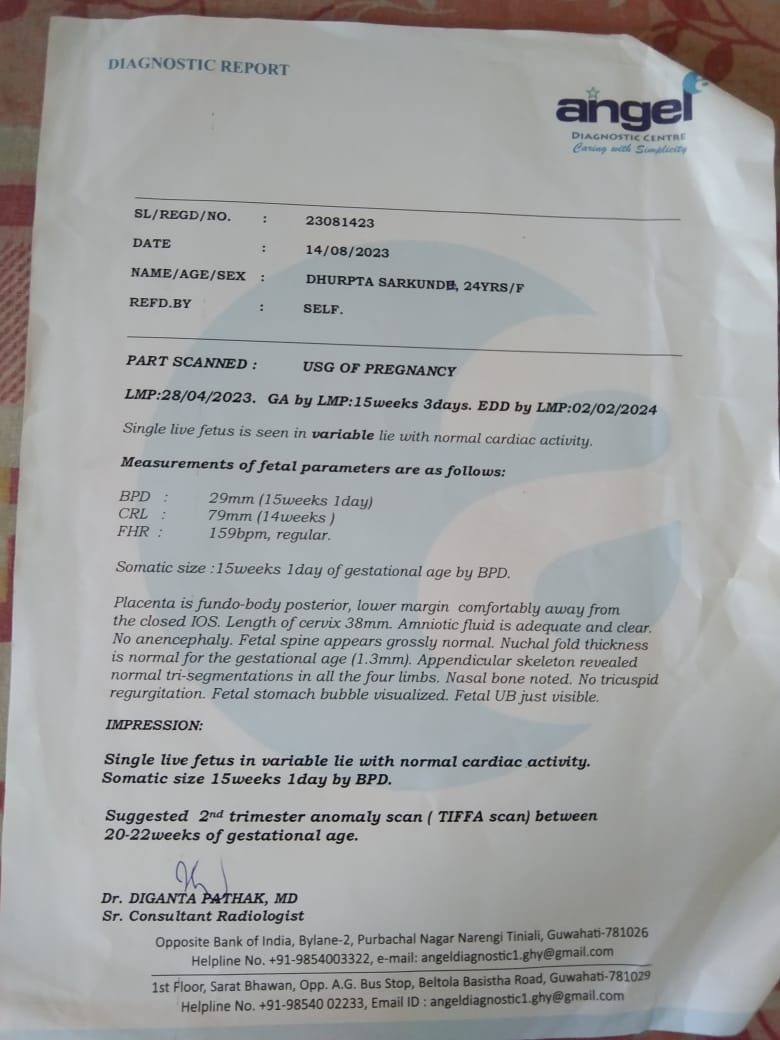 DIAGNOSTIC REPORT
angel
DIAGNOSTIC CENTRE
Caring with Simplicity
SL/REGD/NO. : 23081423
DATE : 14/08/2023
NAME/AGE/SEX : DHURPTA SARKUNDE, 24YRS/F
REFD.BY : SELF.
PART SCANNED : USG OF PREGNANCY
LMP:28/04/2023. GA by LMP:15weeks 3days. EDD by LMP:02/02/2024
Single live fetus is seen in variable lie with normal cardiac activity.
Measurements of fetal parameters are as follows:
BPD : 29mm (15weeks 1day)
CRL : 79mm (14weeks )
FHR : 159bpm, regular.
Somatic size :15weeks 1day of gestational age by BPD.
Placenta is fundo-body posterior, lower margin comfortably away from
the closed IOS. Length of cervix 38mm. Amniotic fluid is adequate and clear.
No anencephaly. Fetal spine appears grossly normal. Nuchal fold thickness
is normal for the gestational age (1.3mm). Appendicular skeleton revealed
normal tri-segmentations in all the four limbs. Nasal bone noted. No tricuspid
regurgitation. Fetal stomach bubble visualized. Fetal UB just visible.
IMPRESSION:
Single live fetus in variable lie with normal cardiac activity.
Somatic size 15weeks 1day by BPD.
Suggested 2nd trimester anomaly scan ( TIFFA scan) between
20-22weeks of gestational age.
Dr. DIGANTA PATHAK, MD
Sr. Consultant Radiologist
Opposite Bank of India, Bylane-2, Purbachal Nagar Narengi Tiniali, Guwahati-781026
Helpline No. +91-9854003322, e-mail: angeldiagnostic1.ghy@gmail.com
1st Floor, Sarat Bhawan, Opp. A.G. Bus Stop, Beltola Basistha Road, Guwahati-781029
Helpline No. +91-98540 02233, Email ID : angeldiagnostic1.ghy@gmail.com